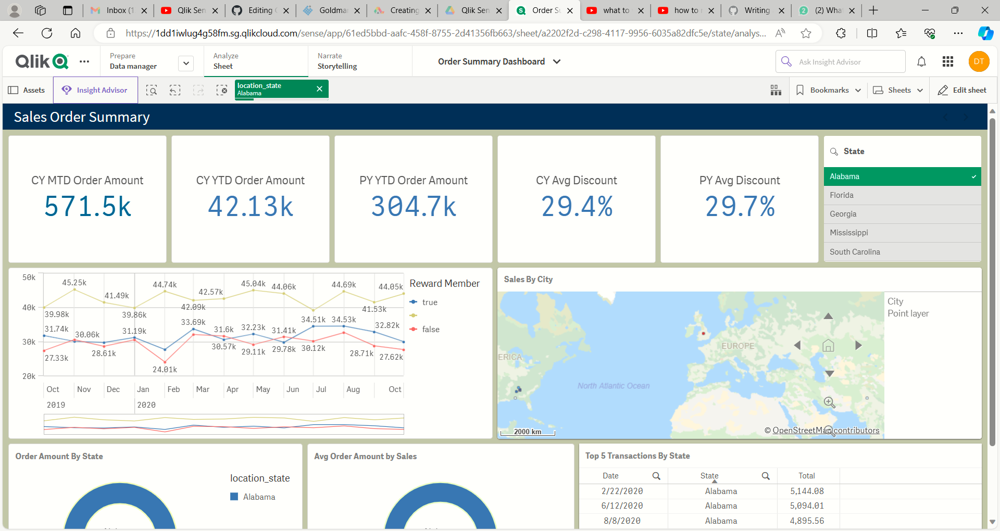 Inbox (1
Qlik Sen
Editing
Goldma
Creating
Qlik Sen
Order S
what to
how to
Writing
(2) Wha
https://1dd1iwlug4g58fm.sg.qlikcloud.com/sense/app/61ed5bbd-aafc-458f-8755-2d41356fb663/sheet/a2202f2d-c298-4117-9956-6035a82dfc5e/state/analys...
Qlik
Prepare
Data manager
Analyze
Sheet
Narrate
Storytelling
Order Summary Dashboard
Ask Insight Advisor
DT
Assets
Insight Advisor
location_state
Alabama
Bookmarks
Sheets
Edit sheet
Sales Order Summary
CY MTD Order Amount
571.5k
CY YTD Order Amount
42.13k
PY YTD Order Amount
304.7k
CY Avg Discount
29.4%
PY Avg Discount
29.7%
State
Alabama
Florida
Georgia
Mississippi
South Carolina
50k
40k
30k
20k
45.25k
41.49k
44.74k
42.57k
45.04k
44.06k
44.69k
44.05k
39.98k
39.86k
42.09k
41.53k
31.74k
30.06k
31.19k
33.69k
31.6k
32.23k
31.41k
34.51k
34.53k
32.82k
27.33k
28.61k
24.01k
30.57k
29.11k
29.78k
30.12k
28.71k
27.62k
Oct
Nov
Dec
Jan
Feb
Mar
Apr
May
Jun
Jul
Aug
Oct
2019
2020
Reward Member
true
false
Sales By City
EUROPE
ERICA
North Atlantic Ocean
2000 km
© OpenStreetMap contributors
City
Point layer
Order Amount By State
location_state
Alabama
Avg Order Amount by Sales
Top 5 Transactions By State
Date
State
Total
2/22/2020
Alabama
5,144.08
6/12/2020
Alabama
5,094.01
8/8/2020
Alabama
4,895.56